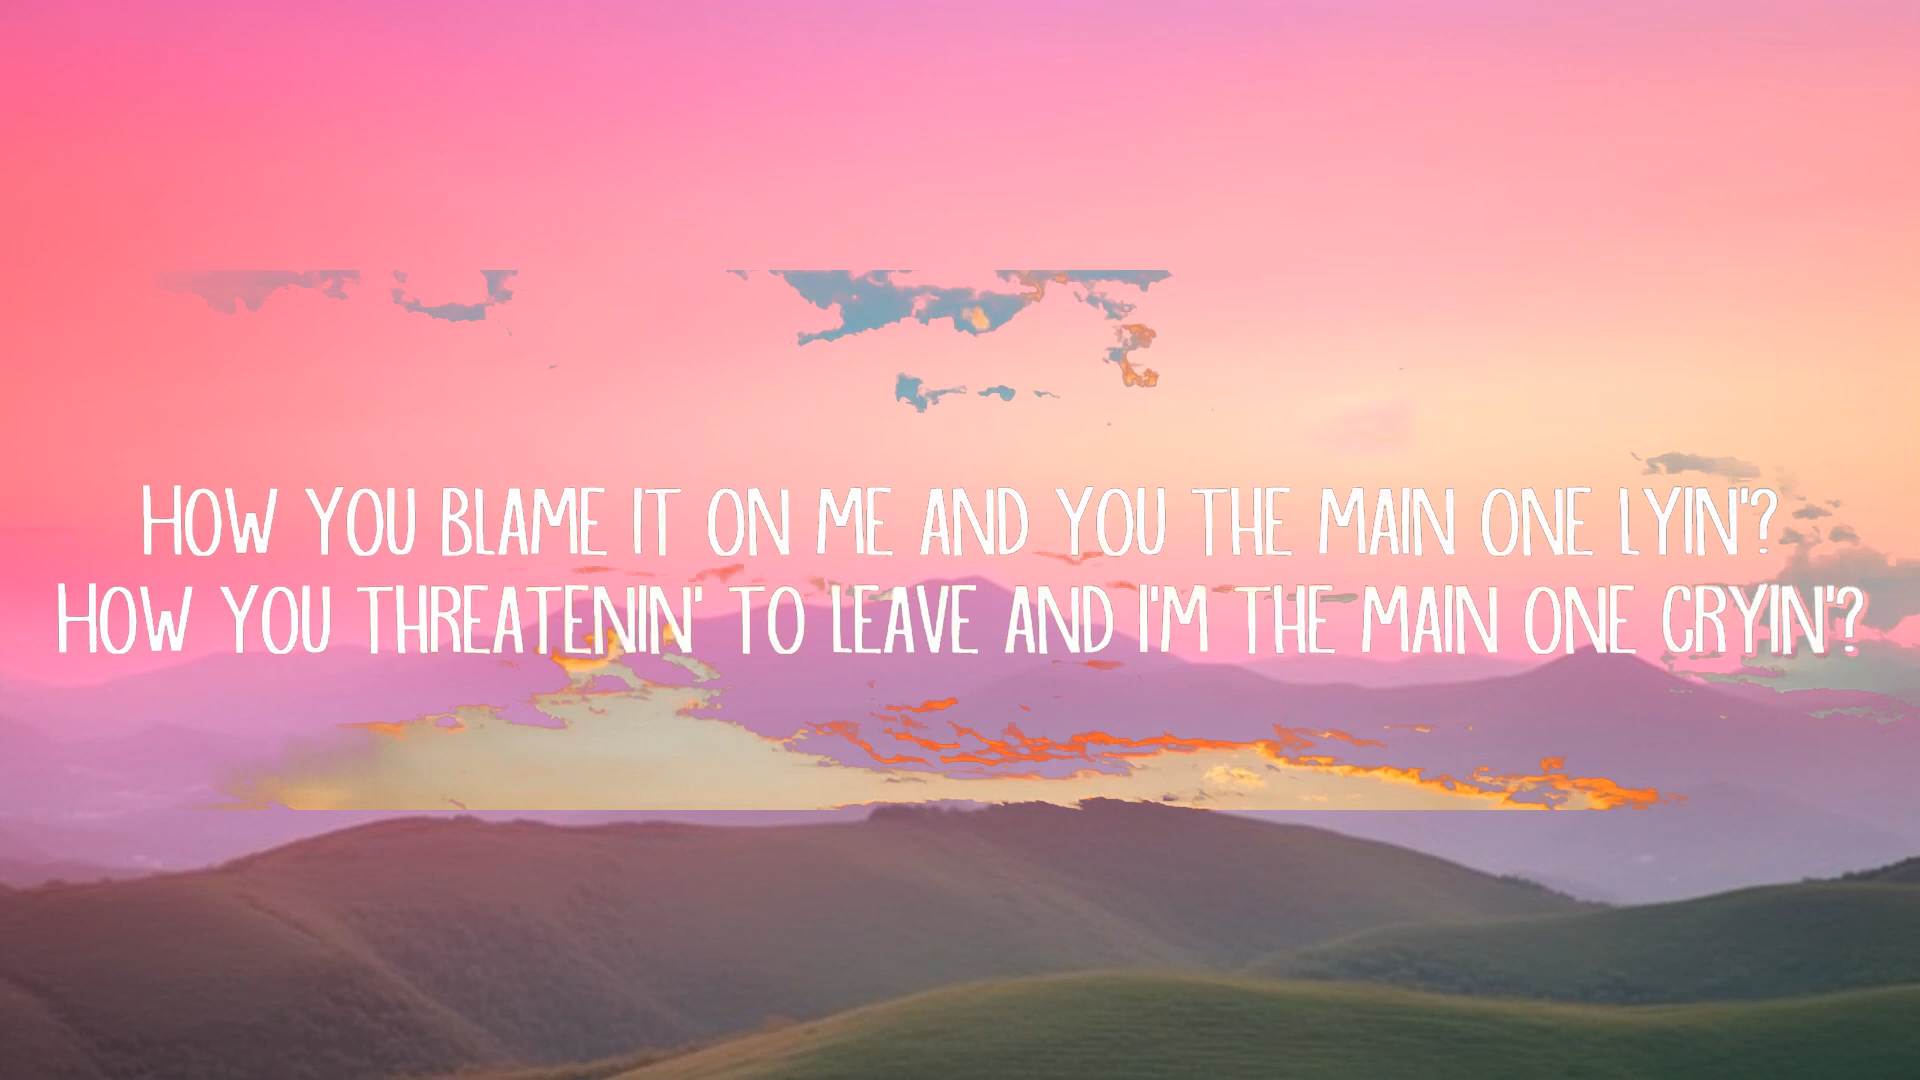 HOW YOU BLAME IT ON ME AND YOU THE MAIN ONE LYIN'?
HOW YOU THREATENIN' TO LEAVE AND I'M THE MAIN ONE CRYIN'?